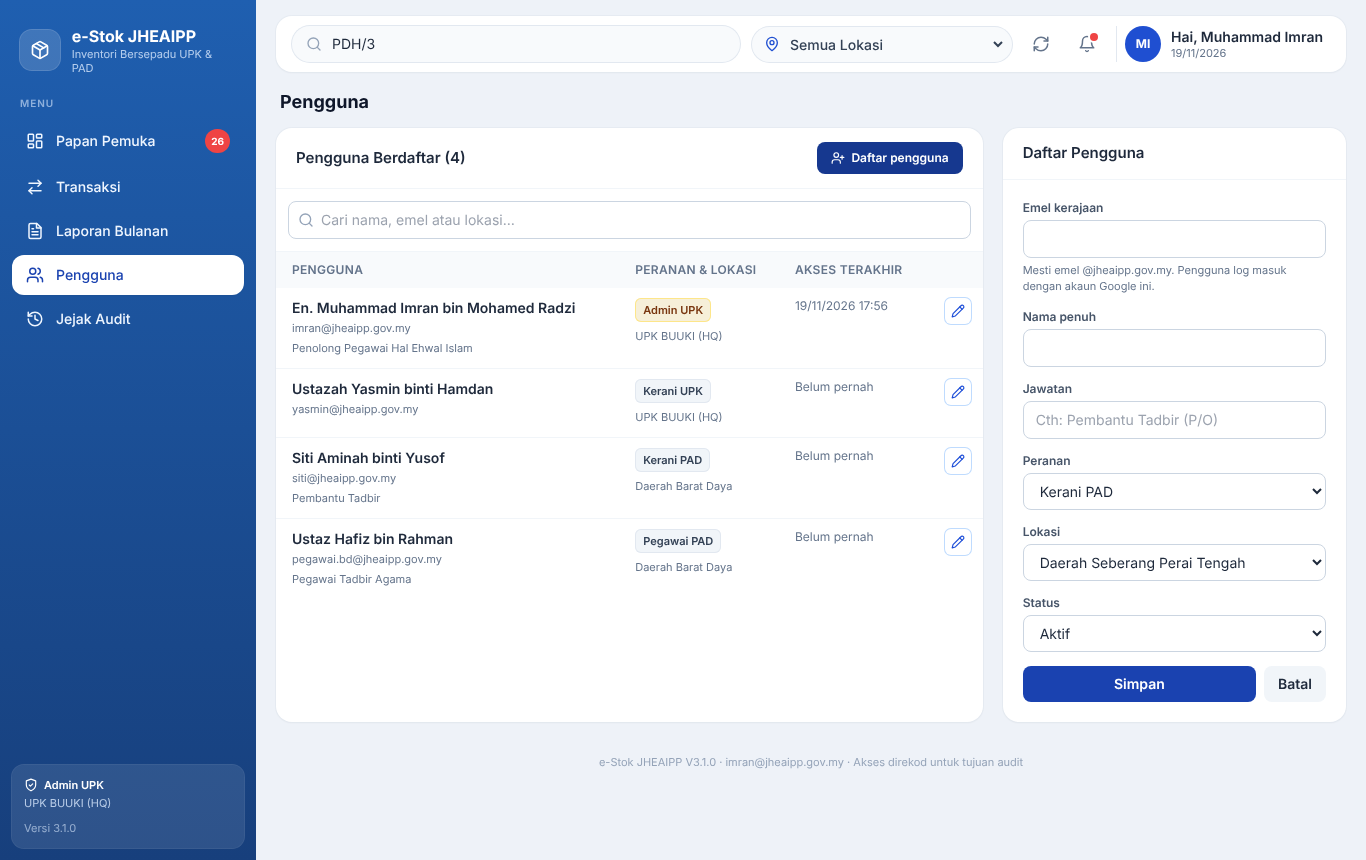 e-Stok JHEAIPP
Inventori Bersepadu UPK &
PAD
MENU
Papan Pemuka
26
Transaksi
Laporan Bulanan
Pengguna
Jejak Audit
Admin UPK
UPK BUUKI (HQ)
Versi 3.1.0
PDH/3
Semua Lokasi
MI
Hai, Muhammad Imran
19/11/2026
Pengguna
Pengguna Berdaftar (4)
Daftar pengguna
Cari nama, emel atau lokasi...
PENGGUNA
PERANAN & LOKASI
AKSES TERAKHIR
En. Muhammad Imran bin Mohamed Radzi
imran@jheaipp.gov.my
Penolong Pegawai Hal Ehwal Islam
Admin UPK
UPK BUUKI (HQ)
19/11/2026 17:56
Ustazah Yasmin binti Hamdan
yasmin@jheaipp.gov.my
Kerani UPK
UPK BUUKI (HQ)
Belum pernah
Siti Aminah binti Yusof
siti@jheaipp.gov.my
Pembantu Tadbir
Kerani PAD
Daerah Barat Daya
Belum pernah
Ustaz Hafiz bin Rahman
pegawai.bd@jheaipp.gov.my
Pegawai Tadbir Agama
Pegawai PAD
Daerah Barat Daya
Belum pernah
Daftar Pengguna
Emel kerajaan
Mesti emel @jheaipp.gov.my. Pengguna log masuk
dengan akaun Google ini.
Nama penuh
Jawatan
Cth: Pembantu Tadbir (P/O)
Peranan
Kerani PAD
Lokasi
Daerah Seberang Perai Tengah
Status
Aktif
Simpan
Batal
e-Stok JHEAIPP V3.1.0 · imran@jheaipp.gov.my · Akses direkod untuk tujuan audit